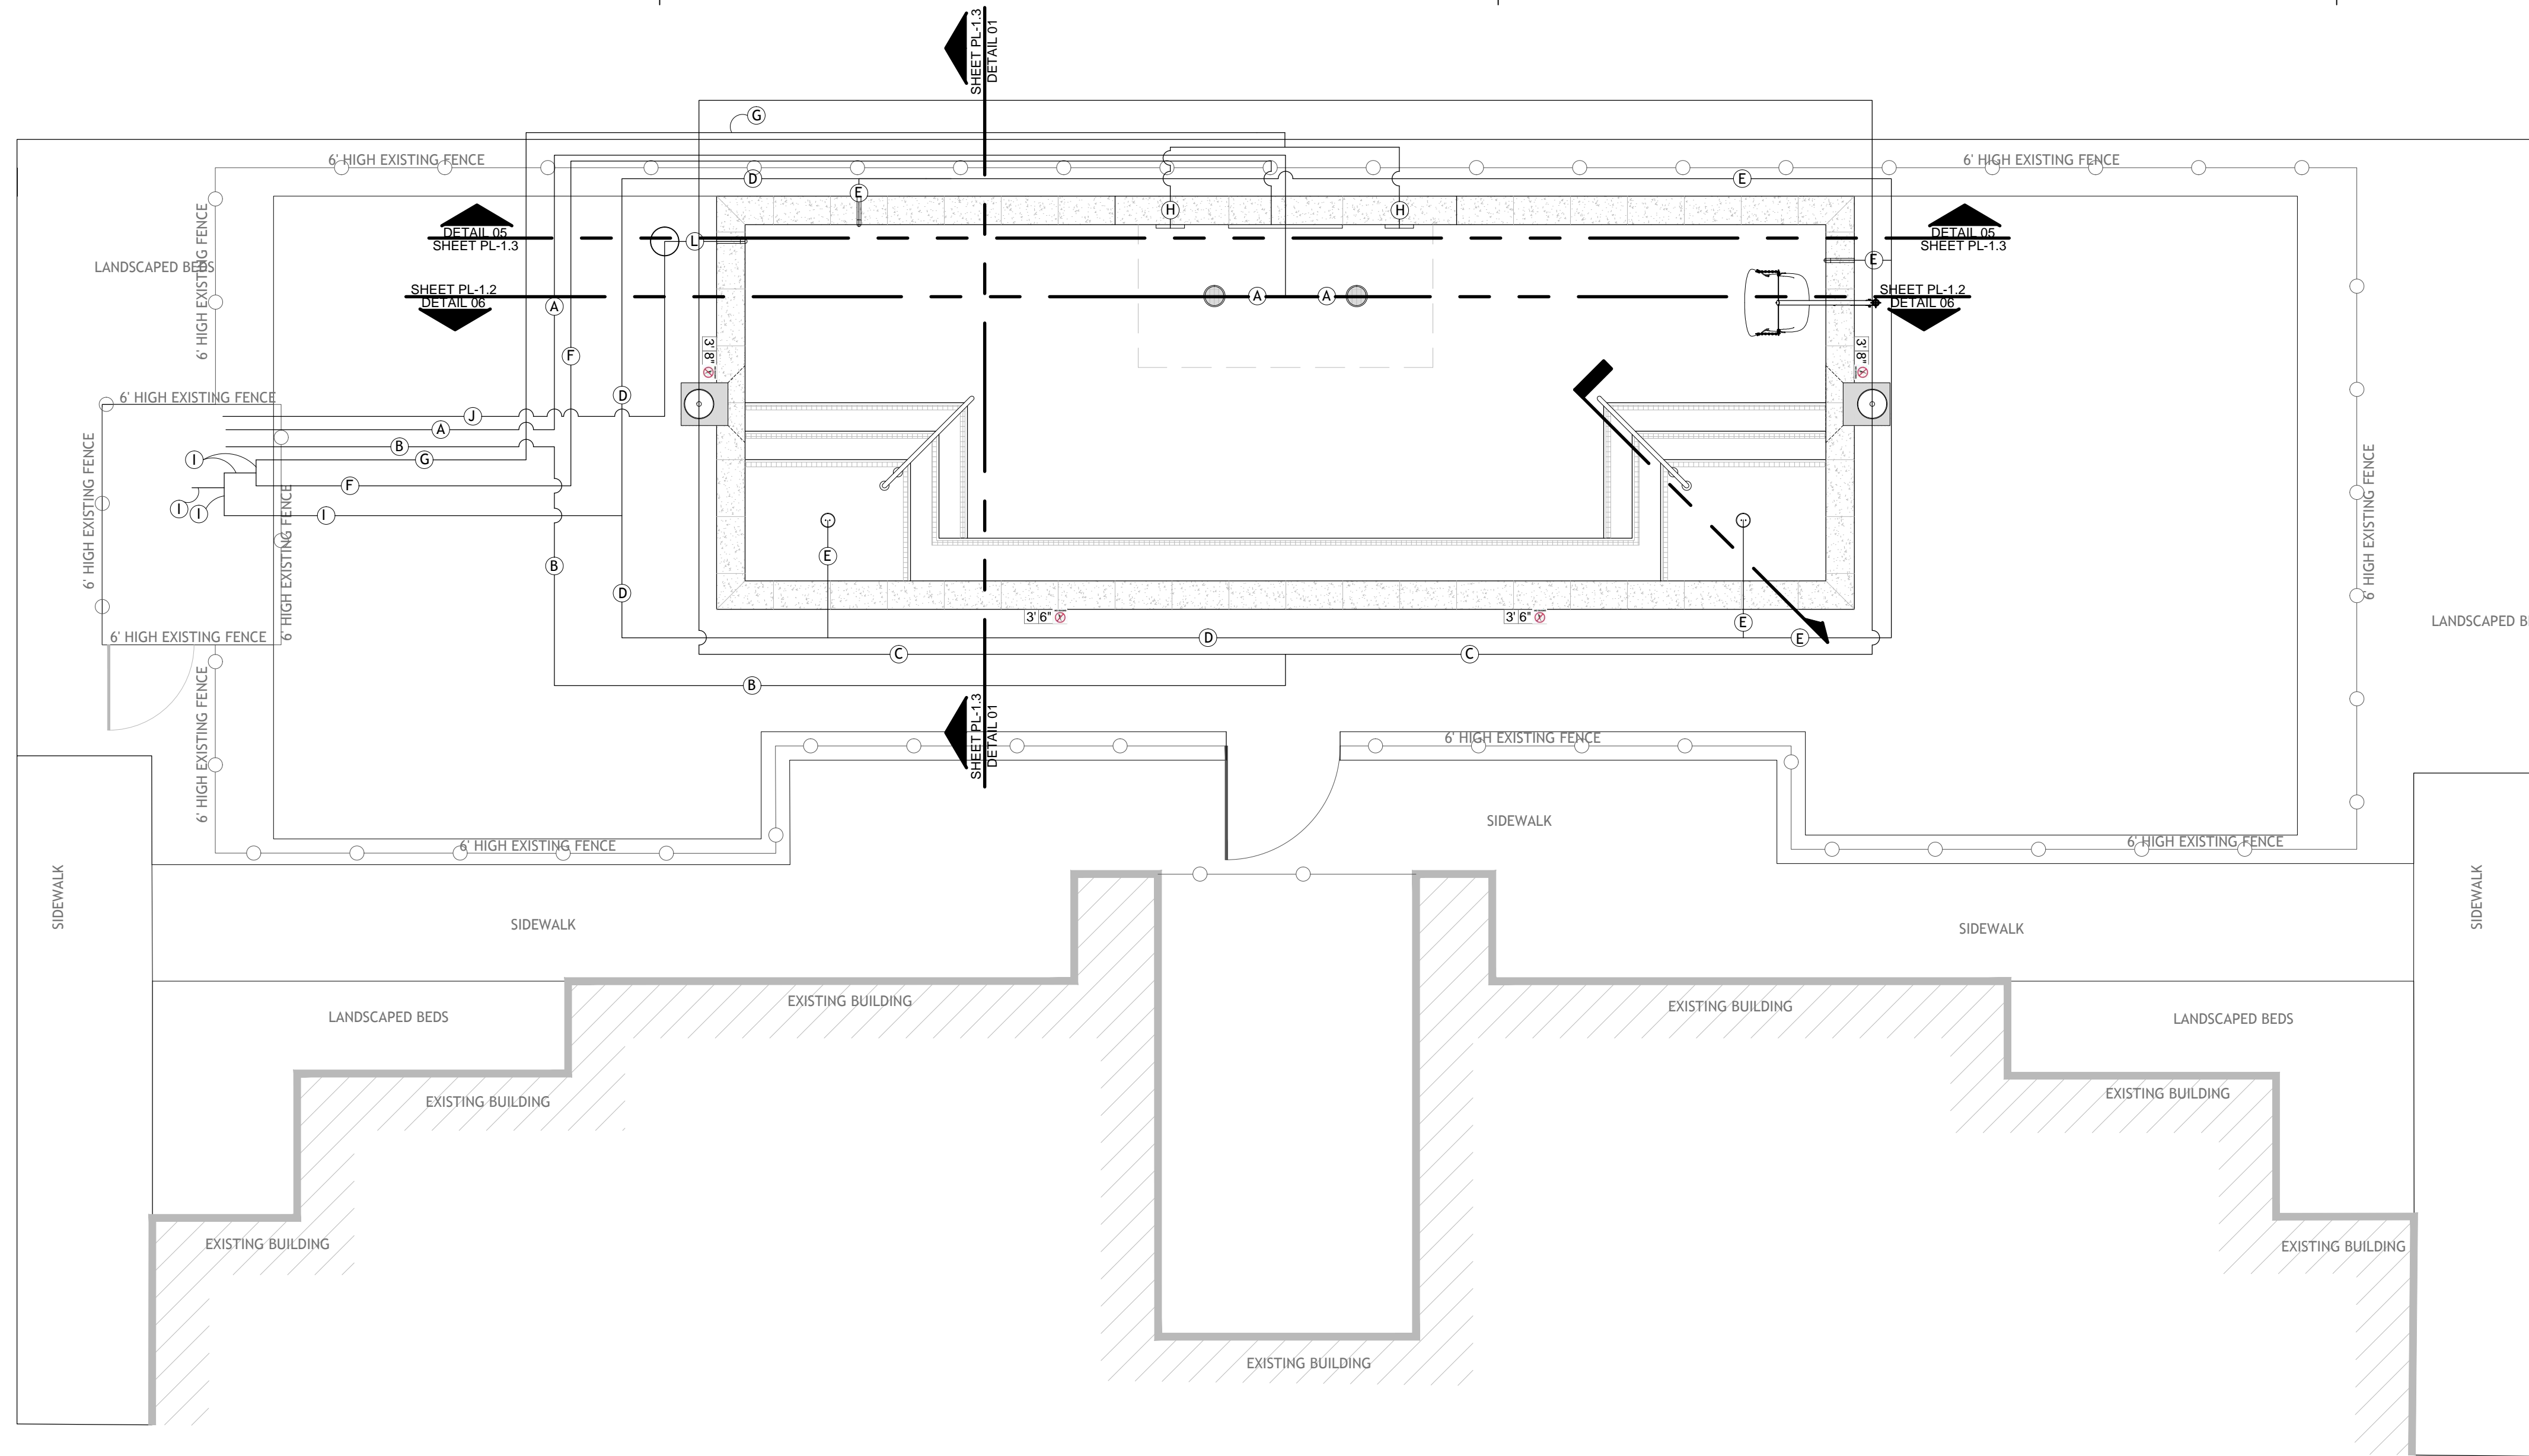 SHEET PL-1.3
DETAIL 01
G
6' HIGH EXISTING FENCE
6' HIGH EXISTING FENCE
D
E
E
6' HIGH EXISTING FENCE
H
H
DETAIL 05
SHEET PL-1.3
L
DETAIL 05
SHEET PL-1.3
LANDSCAPED BEDS
E
SHEET PL-1.2
DETAIL 06
A
A
A
SHEET PL-1.2
DETAIL 06
F
3' 8"
3' 8"
6' HIGH EXISTING FENCE
D
J
A
B
G
I
F
I
I
I
6' HIGH EXISTING FENCE
6' HIGH EXISTING FENCE
6' HIGH EXISTING FENCE
E
B
D
3' 6"
3' 6"
E
LANDSCAPED B
6' HIGH EXISTING FENCE
D
E
C
C
B
6' HIGH EXISTING FENCE
SHEET PL-1.3
DETAIL 01
6' HIGH EXISTING FENCE
SIDEWALK
6' HIGH EXISTING FENCE
6' HIGH EXISTING FENCE
SIDEWALK
SIDEWALK
SIDEWALK
SIDEWALK
EXISTING BUILDING
EXISTING BUILDING
LANDSCAPED BEDS
LANDSCAPED BEDS
EXISTING BUILDING
EXISTING BUILDING
EXISTING BUILDING
EXISTING BUILDING
EXISTING BUILDING